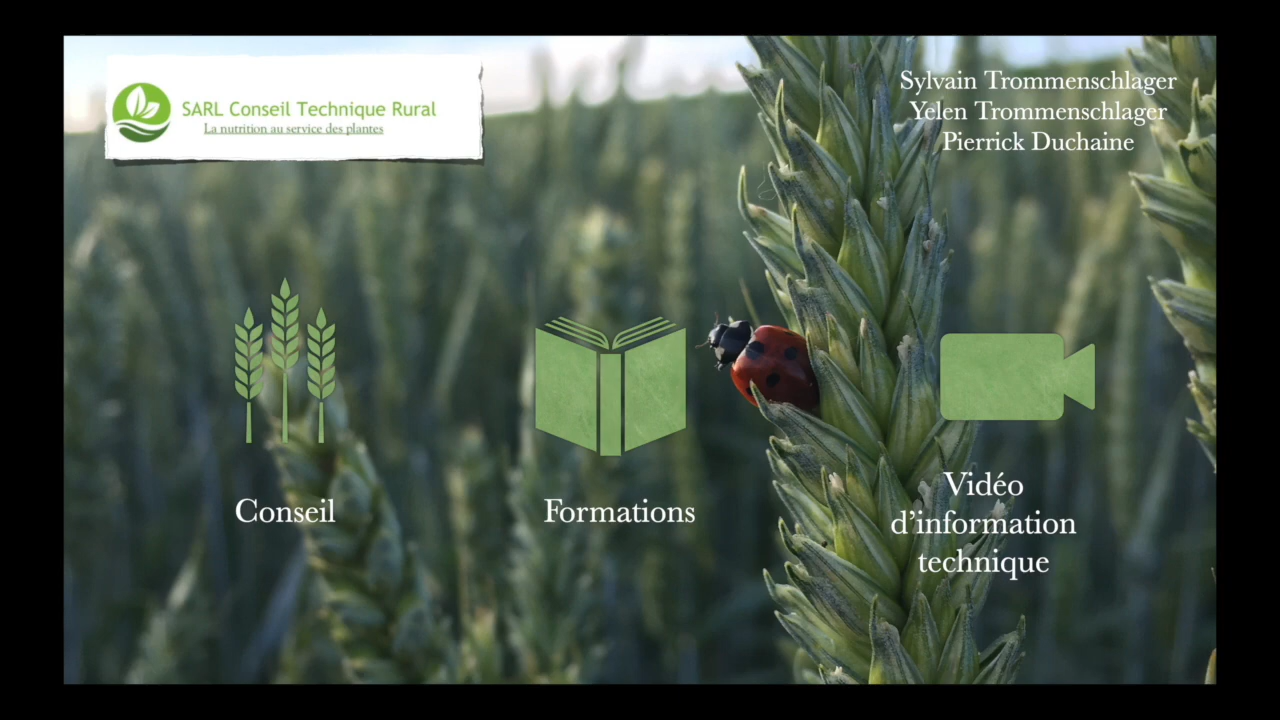 SARL Conseil Technique Rural
La nutrition au service des plantes
Sylvain Trommenschlager
Yelen Trommenschlager
Pierrick Duchaine
Conseil
Formations
Vidéo
d’information
technique